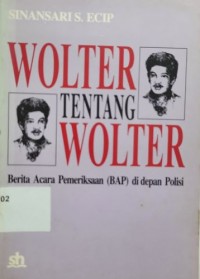 SINANSARI S. ECIP
WOLTER
TENTANG
WOLTER
Berita Acara Pemeriksaan (BAP) di depan Polisi
02
sh